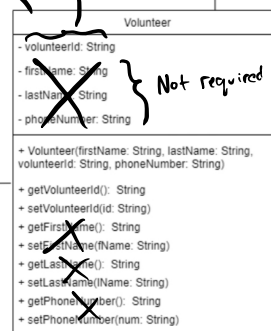 Volunteer
- volunteerId: String
- firstName: String
- lastName: String
- phoneNumber: String
Not required
+ Volunteer(firstName: String, lastName: String,
volunteerId: String, phoneNumber: String)
+ getVolunteerId(): String
+ setVolunteerId(id: String)
+ getFirstName(): String
+ setFirstName(fName: String)
+ getLastName(): String
+ setLastName(lName: String)
+ getPhoneNumber(): String
+ setPhoneNumber(num: String)